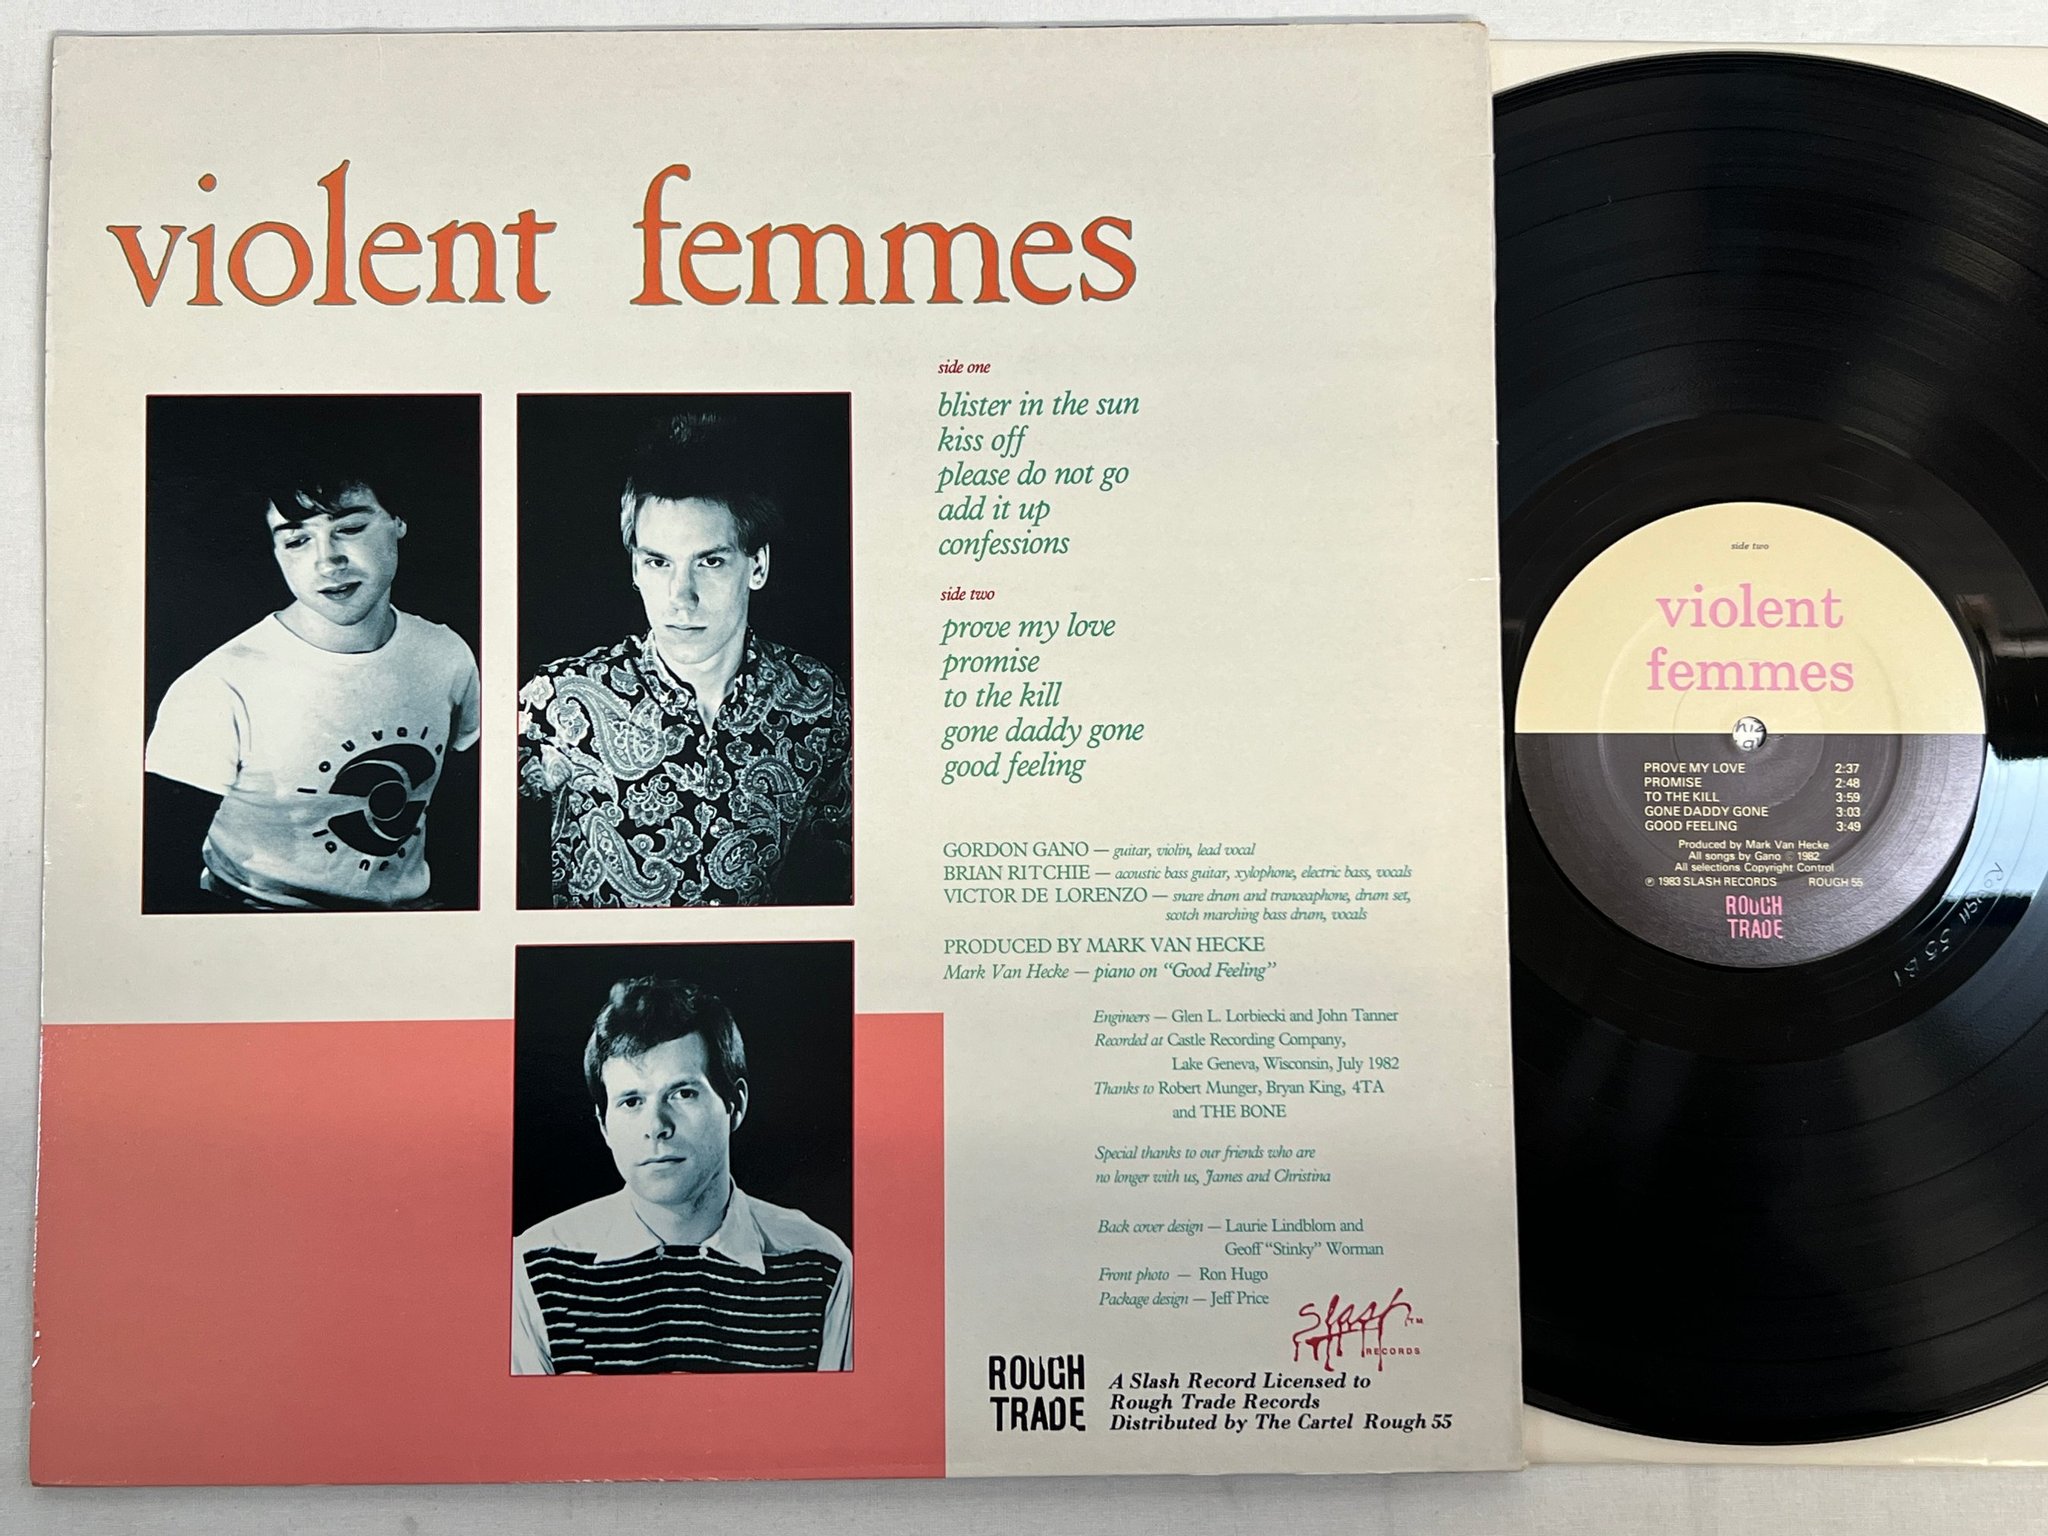 violent femmes
side one
blister in the sun
kiss off
please do not go
add it up
confessions
side two
prove my love
promise
to the kill
gone daddy gone
good feeling
GORDON GANO — guitar, violin, lead vocal
BRIAN RITCHIE — acoustic bass guitar, xylophone, electric bass, vocals
VICTOR DE LORENZO — snare drum and tranceaphone, drum set,
scotch marching bass drum, vocals
PRODUCED BY MARK VAN HECKE
Mark Van Hecke — piano on “Good Feeling”
Engineers — Glen L. Lorbiecki and John Tanner
Recorded at Castle Recording Company,
Lake Geneva, Wisconsin, July 1982
Thanks to Robert Munger, Bryan King, 4TA
and THE BONE
Special thanks to our friends who are
no longer with us, James and Christina
Back cover design — Laurie Lindblom and
Geoff “Stinky” Worman
Front photo — Ron Hugo
Package design — Jeff Price
Slash TM
RECORDS
ROUGH
TRADE
A Slash Record Licensed to
Rough Trade Records
Distributed by The Cartel Rough 55
side two
violent
femmes
PROVE MY LOVE 2:37
PROMISE 2:48
TO THE KILL 3:59
GONE DADDY GONE 3:03
GOOD FEELING 3:49
Produced by Mark Van Hecke
All songs by Gano © 1982
All selections Copyright Control
℗ 1983 SLASH RECORDS ROUGH 55
ROUGH
TRADE
ROUGH 55 B1